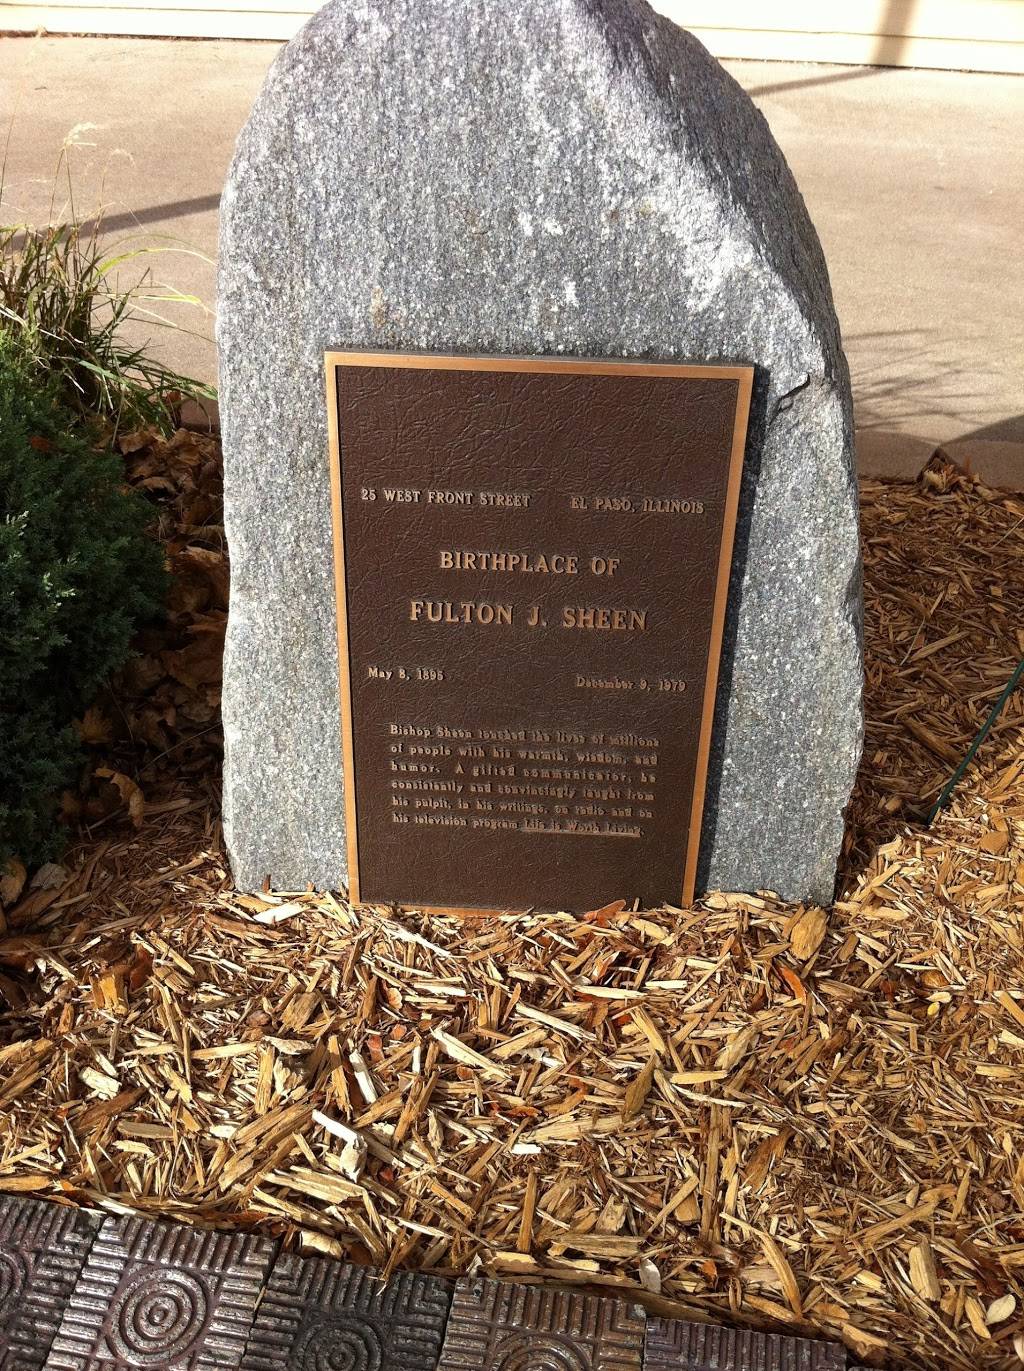 25 WEST FRONT STREET EL PASO, ILLINOIS
BIRTHPLACE OF
FULTON J. SHEEN
May 8, 1895 December 9, 1979
Bishop Sheen touched the lives of millions
of people with his warmth, wisdom, and
humor. A gifted communicator, he
consistently and convincingly taught from
his pulpit, in his writings, on radio and on
his television program Life is Worth Living.